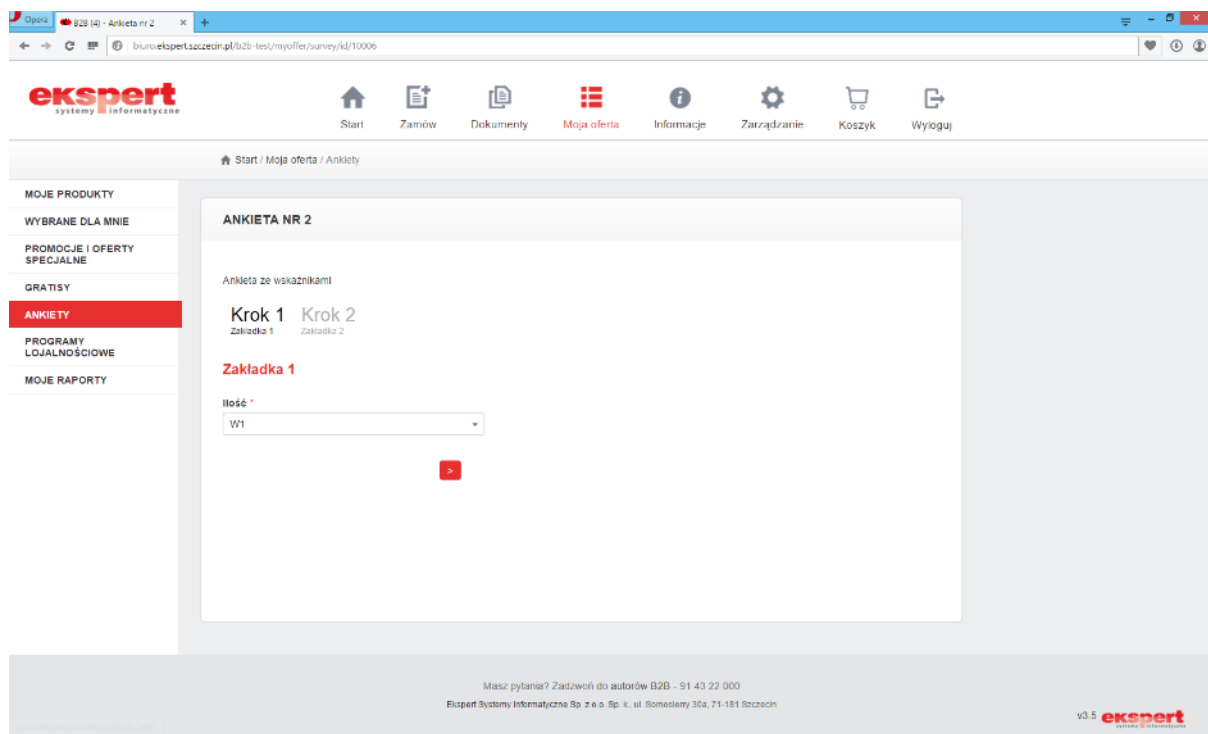 Opera
B2B (4) - Ankieta nr 2
biuro.ekspert.szczecin.pl/b2b-test/myoffer/survey/id/10006
ekspert
systemy informatyczne
Start Zamów Dokumenty Moja oferta Informacje Zarządzanie Koszyk Wyloguj
Start / Moja oferta / Ankiety
MOJE PRODUKTY
WYBRANE DLA MNIE
PROMOCJE I OFERTY
SPECJALNE
GRATISY
ANKIETY
PROGRAMY
LOJALNOŚCIOWE
MOJE RAPORTY
ANKIETA NR 2
Ankieta ze wskaźnikami
Krok 1 Krok 2
Zakładka 1 Zakładka 2
Zakładka 1
Ilość *
W1
>
Masz pytania? Zadzwoń do autorów B2B - 91 43 22 000
Ekspert Systemy Informatyczne Sp. z o.o. Sp. k., ul. Somosierry 30a, 71-181 Szczecin
v3.5 ekspert
systemy informatyczne